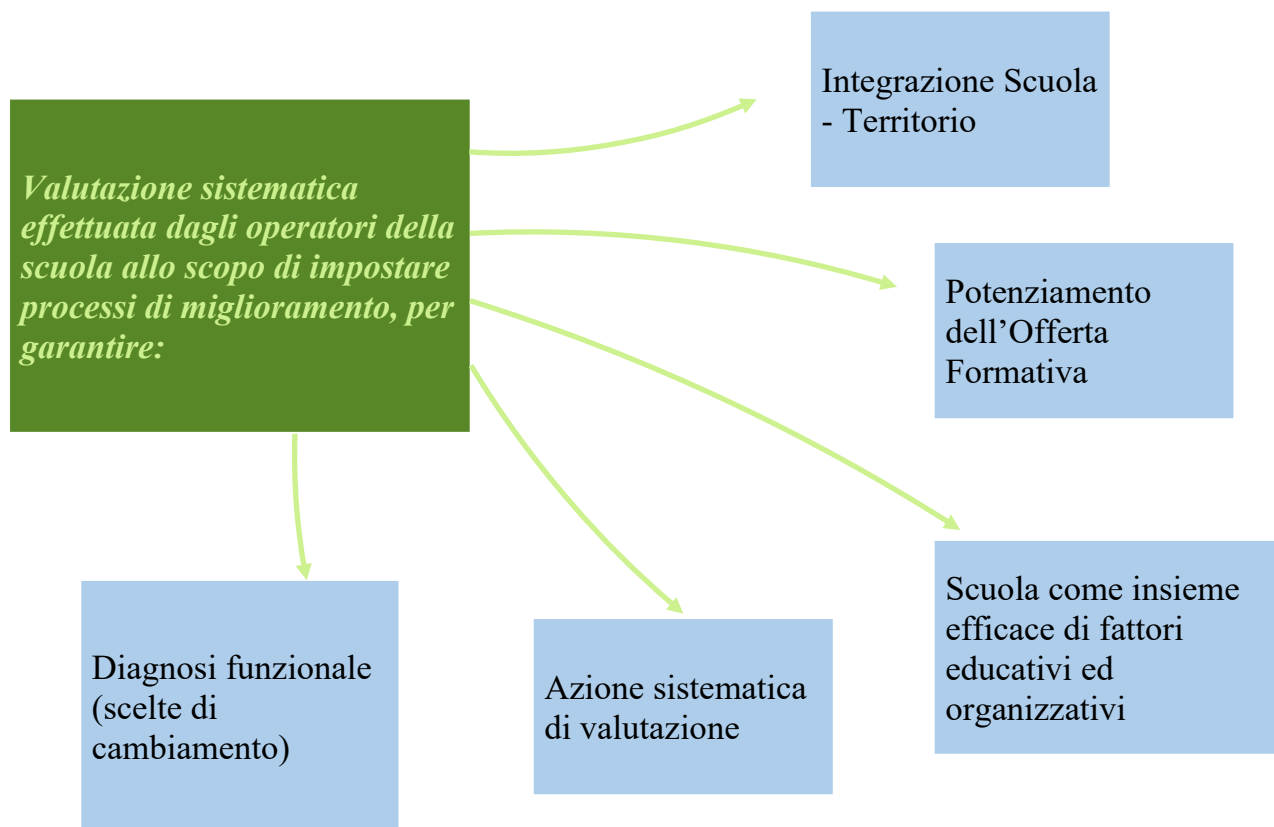 Valutazione sistematica
effettuata dagli operatori della
scuola allo scopo di impostare
processi di miglioramento, per
garantire:
Integrazione Scuola
- Territorio
Potenziamento
dell’Offerta
Formativa
Scuola come insieme
efficace di fattori
educativi ed
organizzativi
Azione sistematica
di valutazione
Diagnosi funzionale
(scelte di
cambiamento)